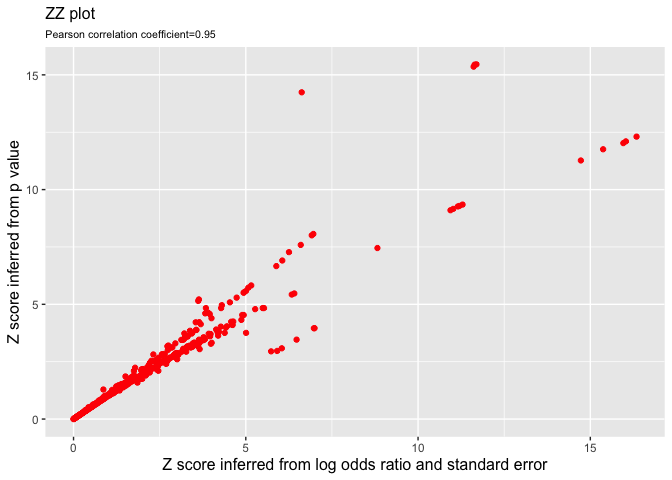 ZZ plot
Pearson correlation coefficient=0.95
15
10
5
0
Z score inferred from p value
0
5
10
15
Z score inferred from log odds ratio and standard error